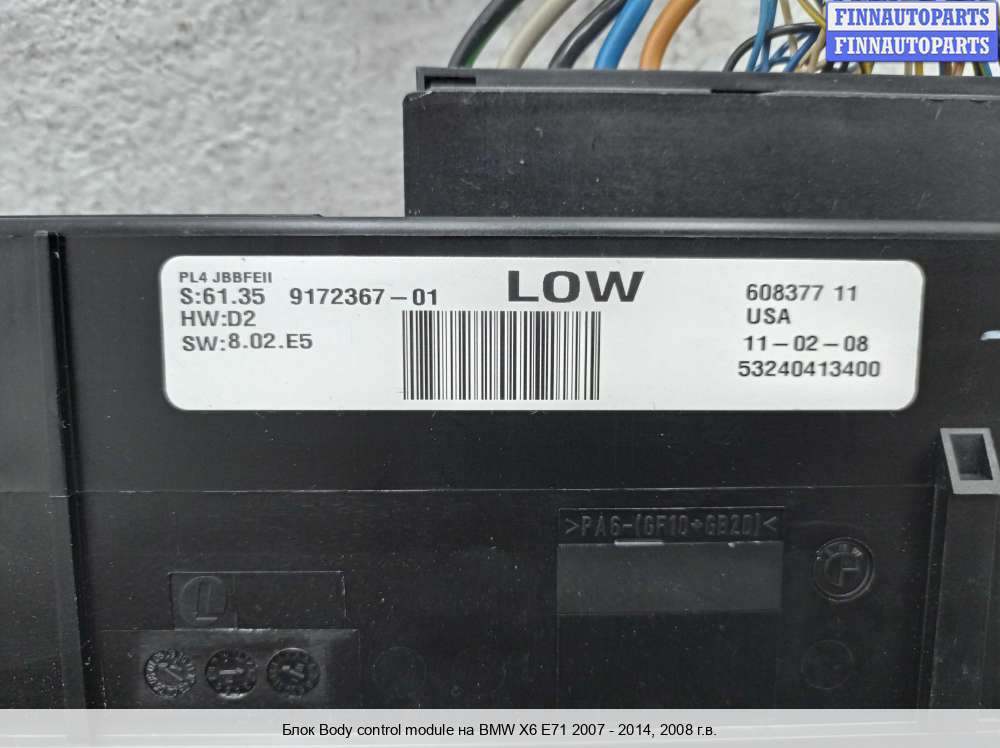 FINNAUTOPARTS
FINNAUTOPARTS
PL4 JBBFEII
S:61.35 9172367-01
HW:D2
SW:8.02.E5
LOW
608377 11
USA
11-02-08
53240413400
>PA6-(GF10+GB20)<
BMW
Блок Body control module на BMW X6 E71 2007 - 2014, 2008 г.в.